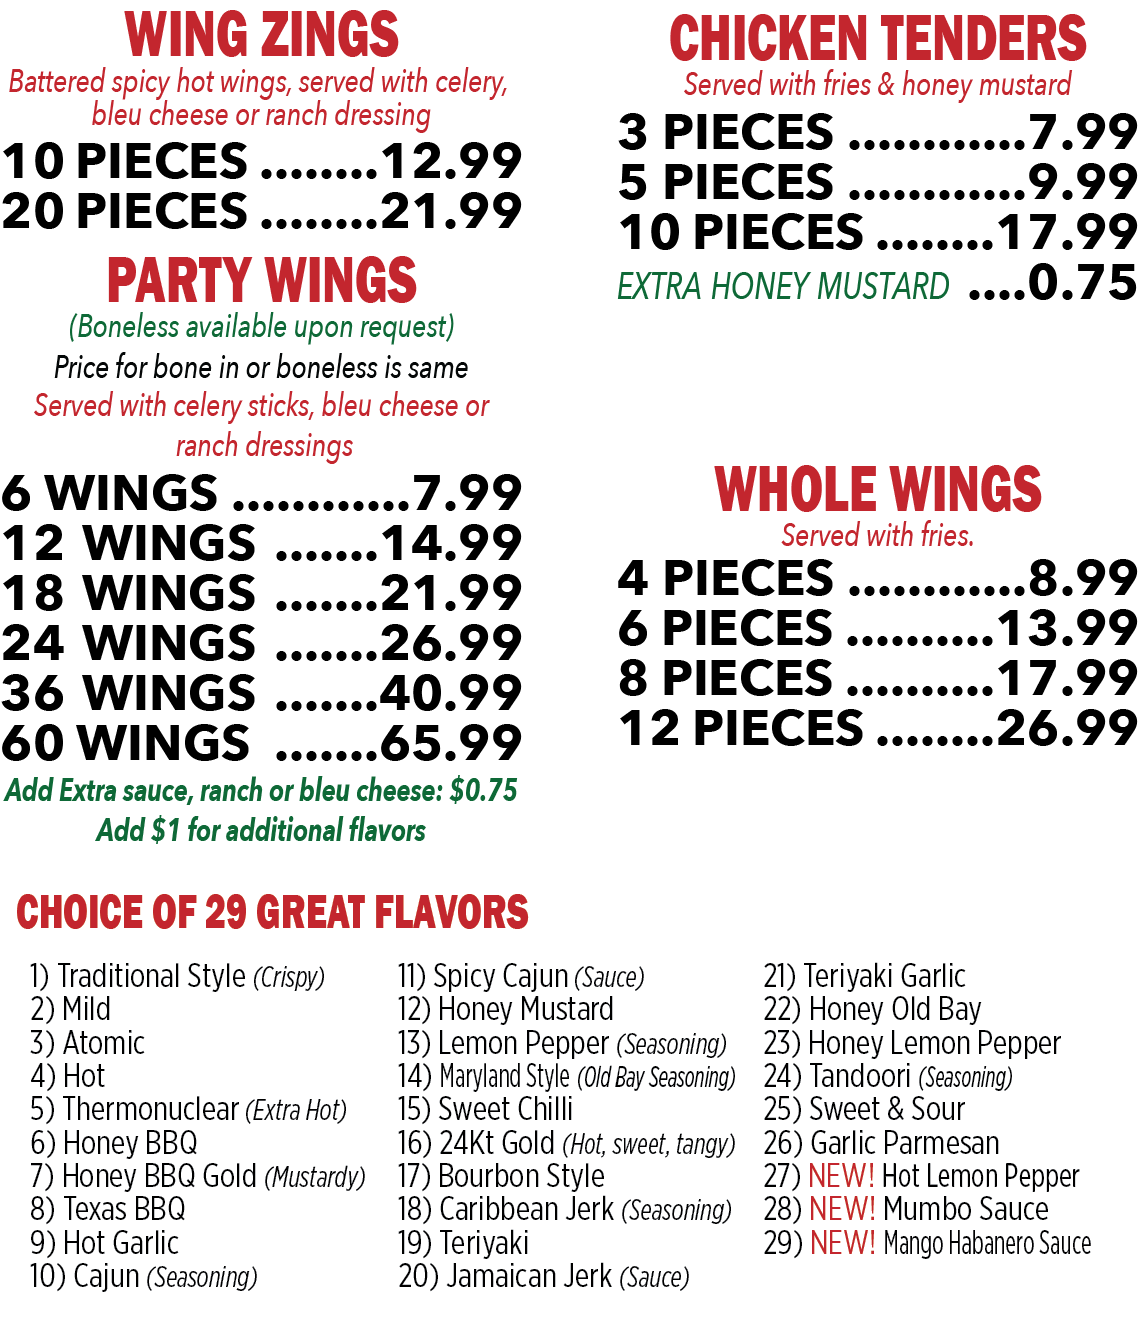 WING ZINGS
Battered spicy hot wings, served with celery,
bleu cheese or ranch dressing
10 PIECES ........12.99
20 PIECES ........21.99
PARTY WINGS
(Boneless available upon request)
Price for bone in or boneless is same
Served with celery sticks, bleu cheese or
ranch dressings
6 WINGS ............7.99
12 WINGS .......14.99
18 WINGS .......21.99
24 WINGS .......26.99
36 WINGS .......40.99
60 WINGS .......65.99
Add Extra sauce, ranch or bleu cheese: $0.75
Add $1 for additional flavors
CHICKEN TENDERS
Served with fries & honey mustard
3 PIECES ............7.99
5 PIECES ............9.99
10 PIECES ........17.99
EXTRA HONEY MUSTARD ....0.75
WHOLE WINGS
Served with fries.
4 PIECES ............8.99
6 PIECES ..........13.99
8 PIECES ..........17.99
12 PIECES ........26.99
CHOICE OF 29 GREAT FLAVORS
1) Traditional Style (Crispy)
2) Mild
3) Atomic
4) Hot
5) Thermonuclear (Extra Hot)
6) Honey BBQ
7) Honey BBQ Gold (Mustardy)
8) Texas BBQ
9) Hot Garlic
10) Cajun (Seasoning)
11) Spicy Cajun (Sauce)
12) Honey Mustard
13) Lemon Pepper (Seasoning)
14) Maryland Style (Old Bay Seasoning)
15) Sweet Chilli
16) 24Kt Gold (Hot, sweet, tangy)
17) Bourbon Style
18) Caribbean Jerk (Seasoning)
19) Teriyaki
20) Jamaican Jerk (Sauce)
21) Teriyaki Garlic
22) Honey Old Bay
23) Honey Lemon Pepper
24) Tandoori (Seasoning)
25) Sweet & Sour
26) Garlic Parmesan
27) NEW! Hot Lemon Pepper
28) NEW! Mumbo Sauce
29) NEW! Mango Habanero Sauce